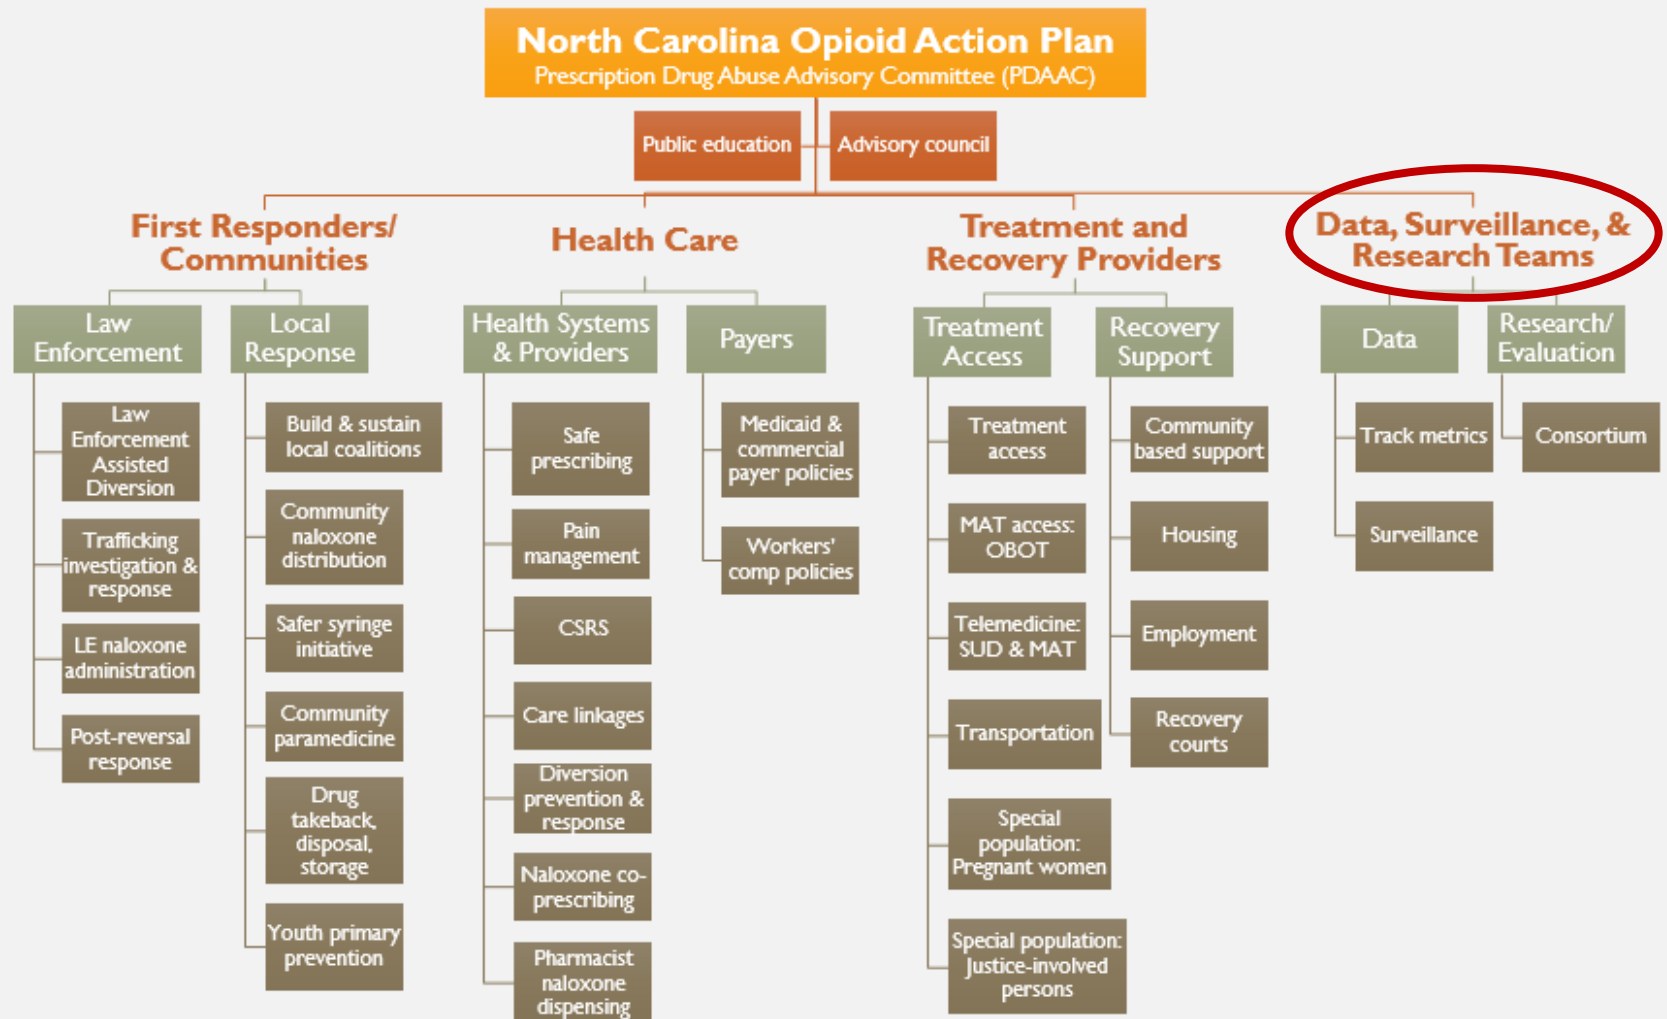 North Carolina Opioid Action Plan
Prescription Drug Abuse Advisory Committee (PDAAC)
Public education
Advisory council
First Responders/
Communities
Law
Enforcement
Law
Enforcement
Assisted
Diversion
Trafficking
investigation &
response
LE naloxone
administration
Post-reversal
response
Local
Response
Build & sustain
local coalitions
Community
naloxone
distribution
Safer syringe
initiative
Community
paramedicine
Drug
takeback,
disposal,
storage
Youth primary
prevention
Health Care
Health Systems
& Providers
Safe
prescribing
Pain
management
CSRS
Care linkages
Diversion
prevention &
response
Naloxone co-
prescribing
Pharmacist
naloxone
dispensing
Payers
Medicaid &
commercial
payer policies
Workers'
comp policies
Treatment and
Recovery Providers
Treatment
Access
Treatment
access
MAT access:
OBOT
Telemedicine:
SUD & MAT
Transportation
Special
population:
Pregnant women
Special population:
Justice-involved
persons
Recovery
Support
Community
based support
Housing
Employment
Recovery
courts
Data, Surveillance, &
Research Teams
Data
Track metrics
Surveillance
Research/
Evaluation
Consortium